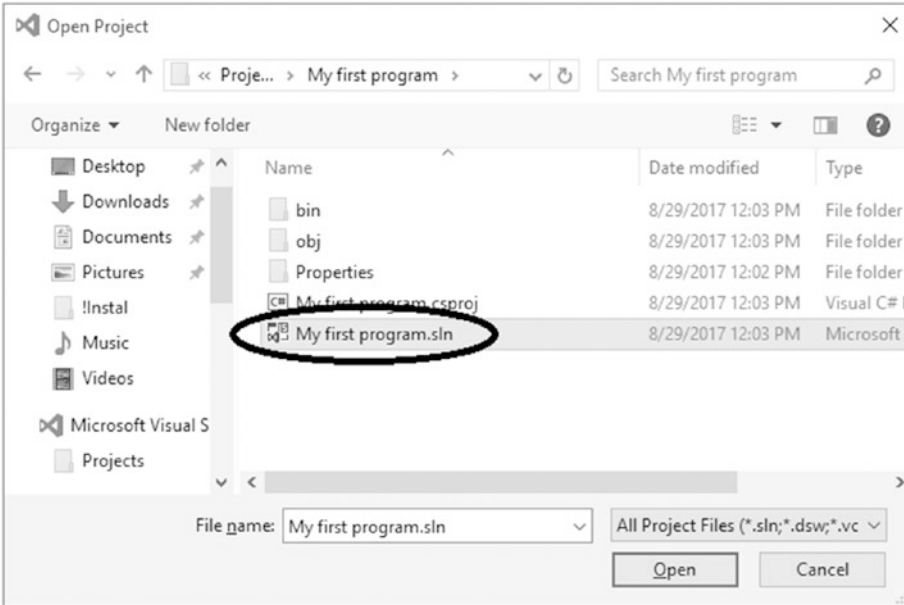 Open Project
« Proje... > My first program >
Search My first program
Organize
New folder
Desktop
Downloads
Documents
Pictures
!Instal
Music
Videos
Microsoft Visual S
Projects
Name Date modified Type
bin 8/29/2017 12:03 PM File folder
obj 8/29/2017 12:03 PM File folder
Properties 8/29/2017 12:02 PM File folder
C# My first program.csproj 8/29/2017 12:03 PM Visual C#
My first program.sln 8/29/2017 12:03 PM Microsoft
File name: My first program.sln All Project Files (*.sln;*.dsw;*.vc
Open Cancel